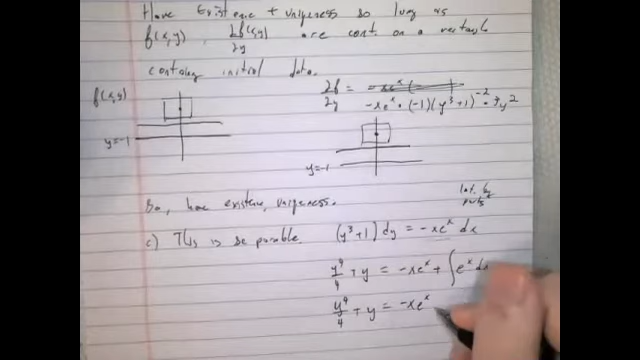 Have Existence + uniqueness so long as
f(x,y), ∂f(x,y)/∂y are cont. on a rectangle
containing initial data.
f(x,y)
y=-1
∂f/∂y = -xe^x(
-xe^x · (-1)(y^3+1)^-2 · 3y^2
y=-1
So, have existence, uniqueness.
Int. by parts
c) This is separable. (y^3+1) dy = -xe^x dx
y^4/4 + y = -xe^x + ∫e^x dx
y^4/4 + y = -xe^x